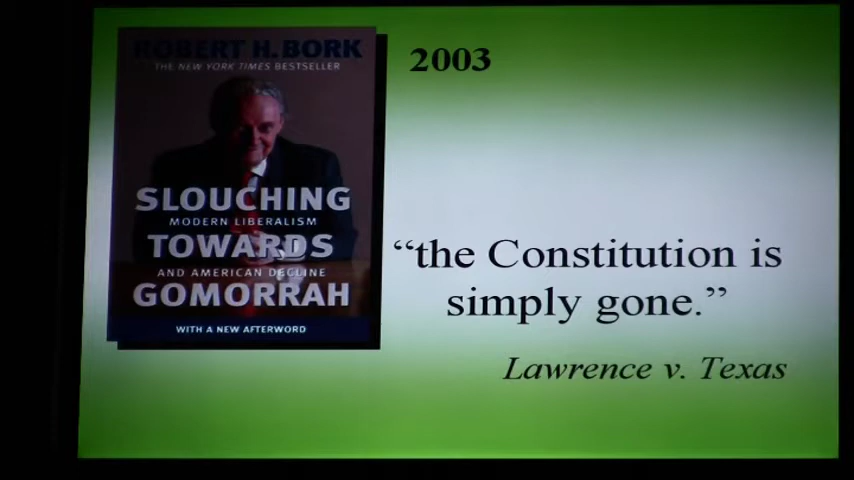 ROBERT H. BORK
THE NEW YORK TIMES BESTSELLER
SLOUCHING
MODERN LIBERALISM
TOWARDS
AND AMERICAN DECLINE
GOMORRAH
WITH A NEW AFTERWORD
2003
“the Constitution is
simply gone.”
Lawrence v. Texas